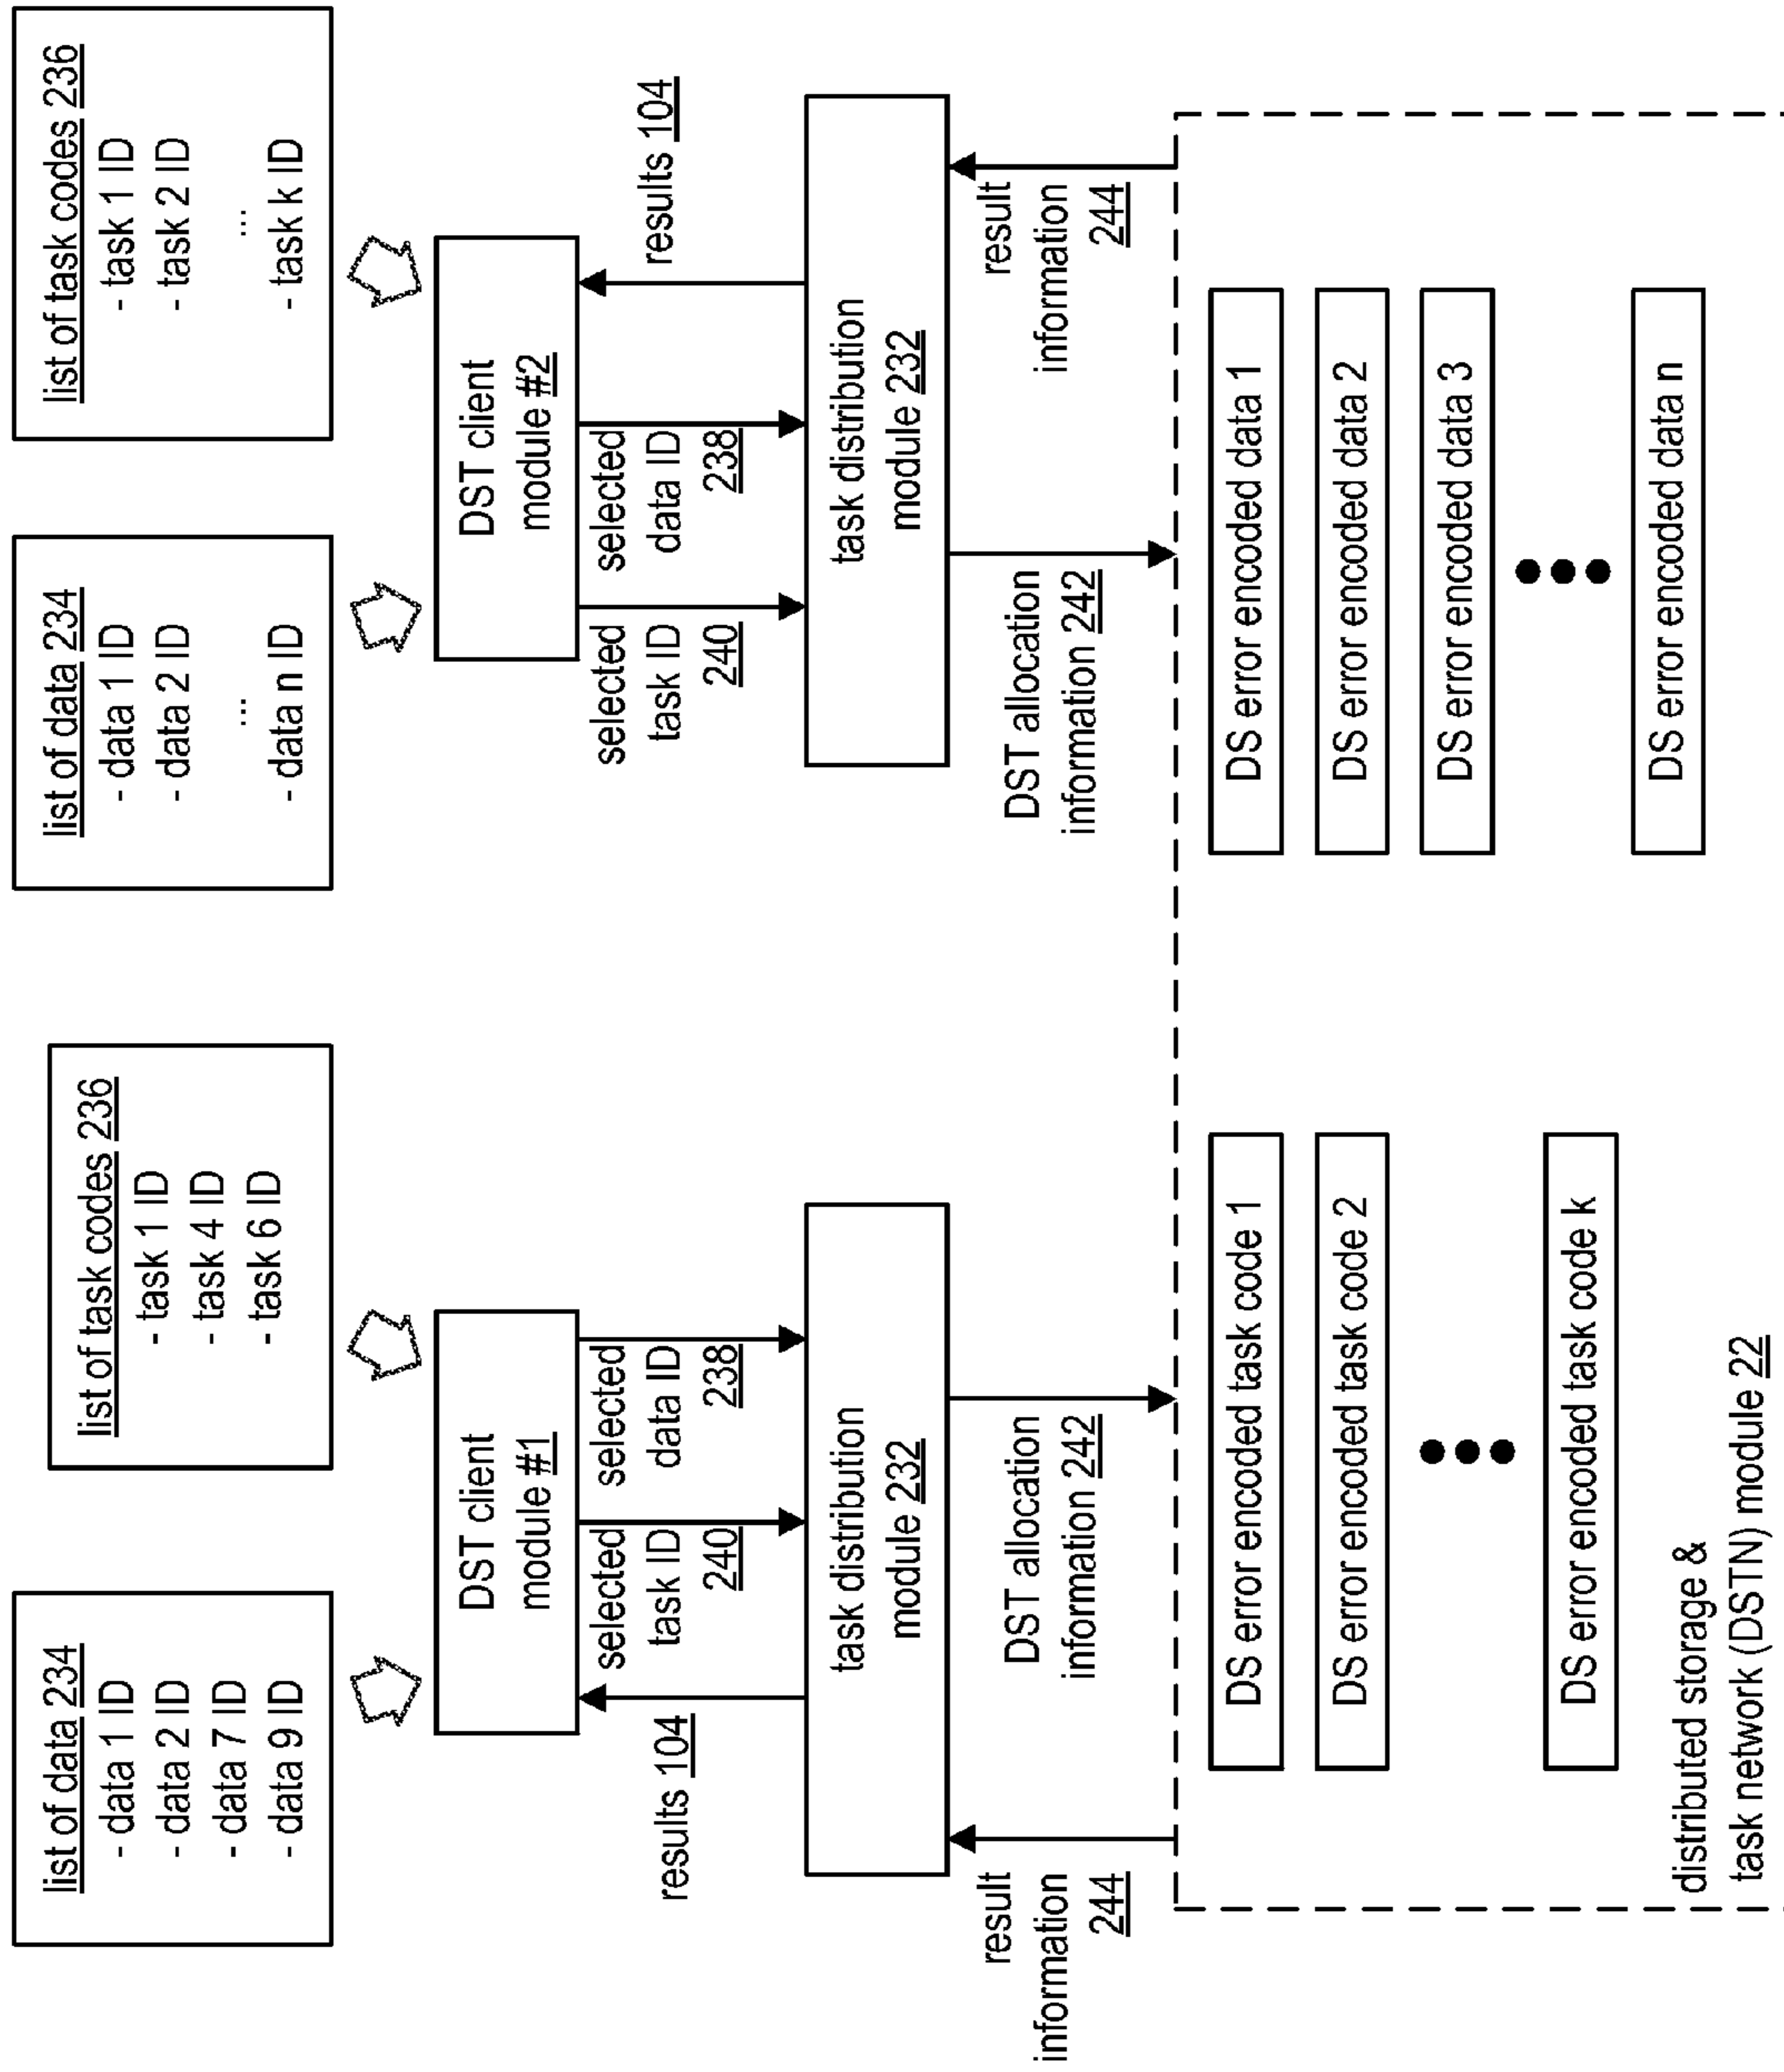 list of data 234
- data 1 ID
- data 2 ID
- data 7 ID
- data 9 ID
list of task codes 236
- task 1 ID
- task 4 ID
- task 6 ID
list of data 234
- data 1 ID
- data 2 ID
...
- data n ID
list of task codes 236
- task 1 ID
- task 2 ID
...
- task k ID
DST client
module #1
DST client
module #2
results 104
selected
task ID
240
selected
data ID
238
selected
task ID
240
selected
data ID
238
results 104
task distribution
module 232
task distribution
module 232
result
information
244
DST allocation
information 242
DST allocation
information 242
result
information
244
DS error encoded task code 1
DS error encoded task code 2
DS error encoded task code k
DS error encoded data 1
DS error encoded data 2
DS error encoded data 3
DS error encoded data n
distributed storage &
task network (DSTN) module 22